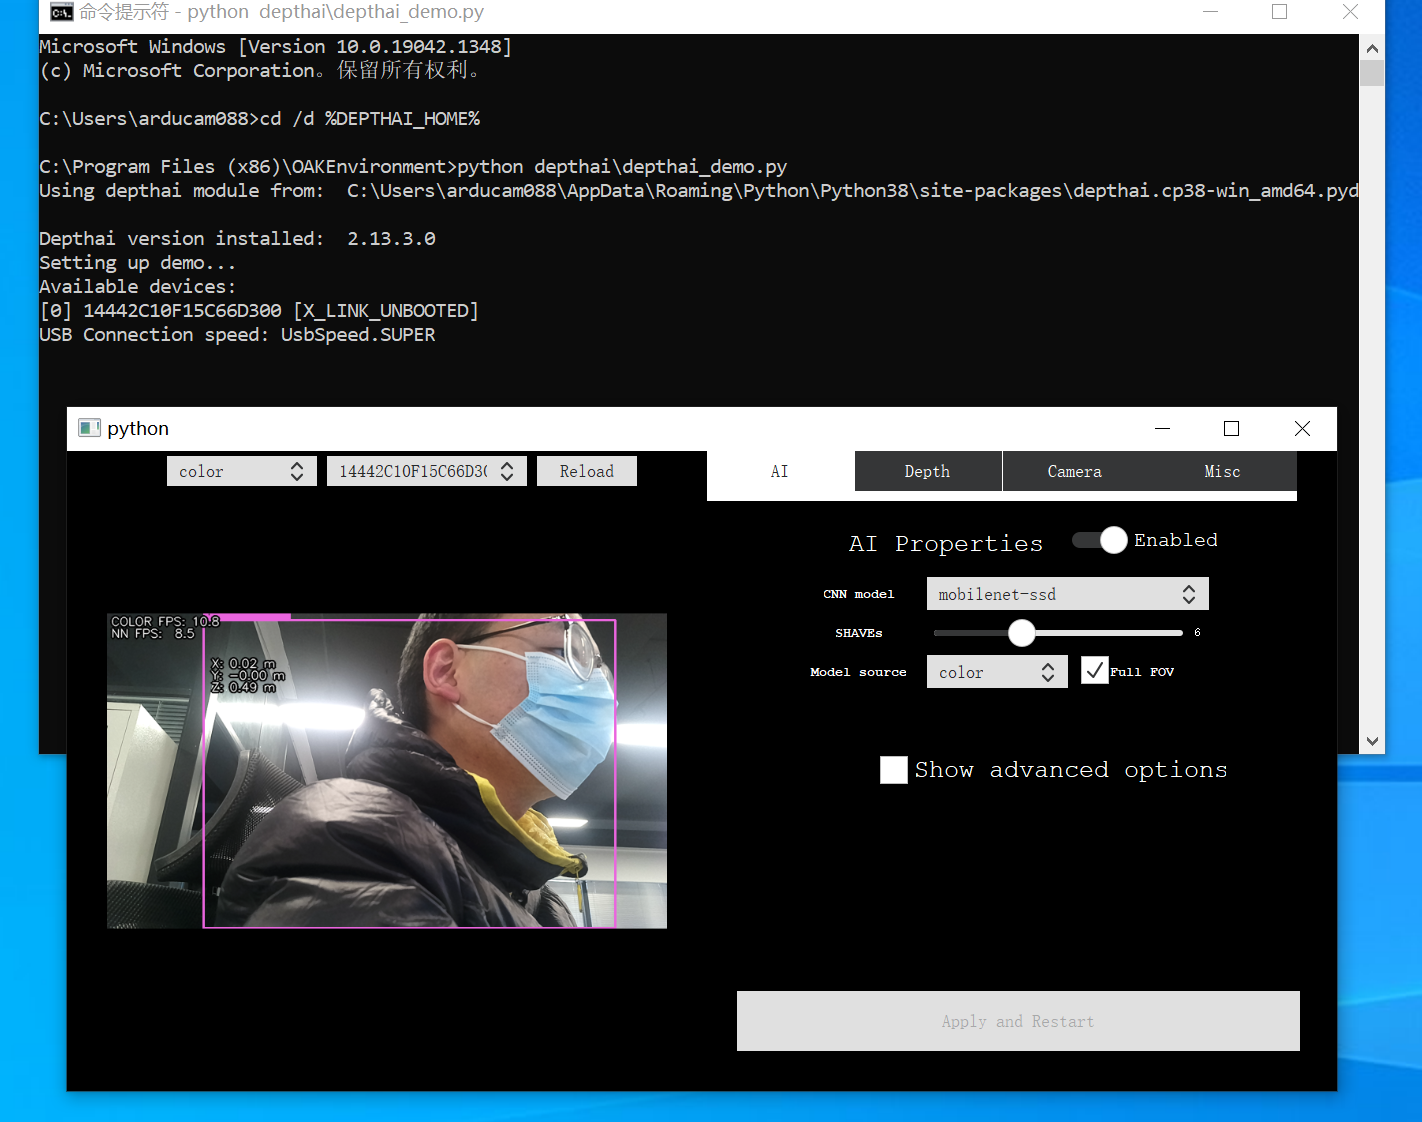 命令提示符 - python  depthai\depthai_demo.py
Microsoft Windows [Version 10.0.19042.1348]
(c) Microsoft Corporation。保留所有权利。
C:\Users\arducam088>cd /d %DEPTHAI_HOME%
C:\Program Files (x86)\OAKEnvironment>python depthai\depthai_demo.py
Using depthai module from:  C:\Users\arducam088\AppData\Roaming\Python\Python38\site-packages\depthai.cp38-win_amd64.pyd
Depthai version installed:  2.13.3.0
Setting up demo...
Available devices:
[0] 14442C10F15C66D300 [X_LINK_UNBOOTED]
USB Connection speed: UsbSpeed.SUPER
python
color 14442C10F15C66D30 Reload
AI Depth Camera Misc
AI Properties Enabled
CNN model mobilenet-ssd
SHAVEs 6
Model source color Full FOV
Show advanced options
Apply and Restart
COLOR FPS: 10.8
NN FPS:  8.5
X: 0.02 m
Y: -0.00 m
Z: 0.49 m